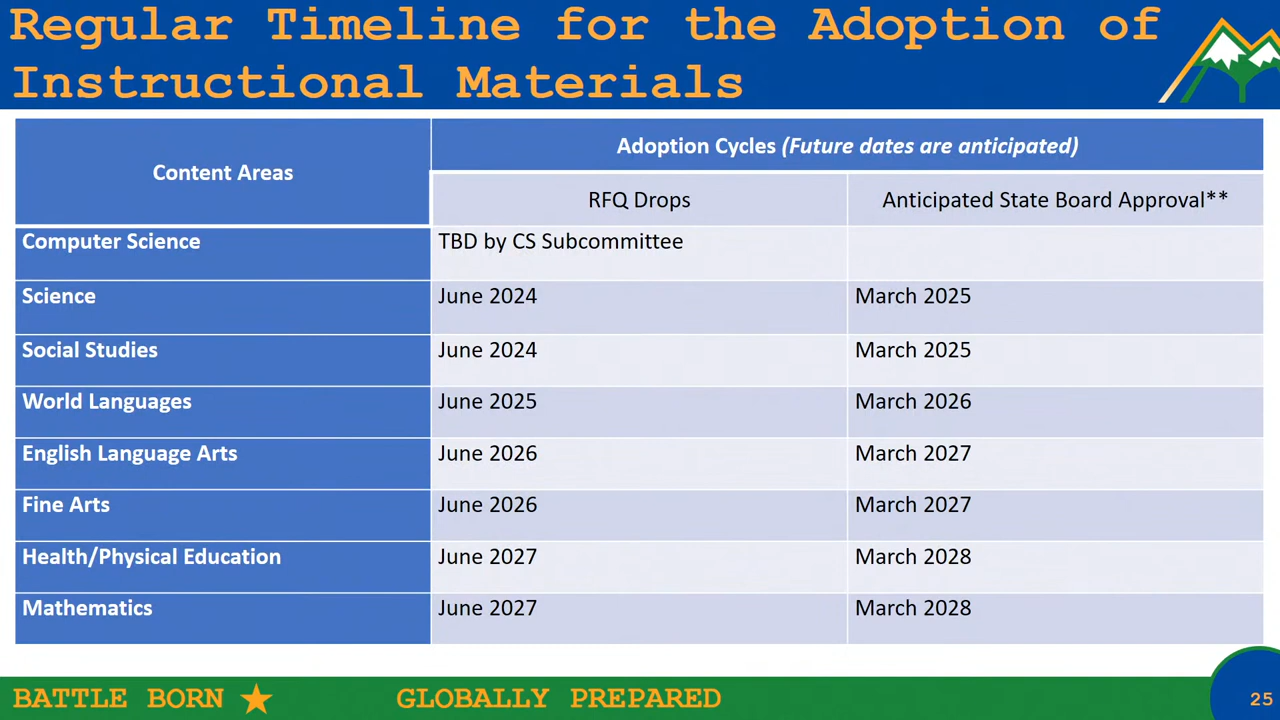 Regular Timeline for the Adoption of
Instructional Materials
Content Areas
Adoption Cycles (Future dates are anticipated)
RFQ Drops
Anticipated State Board Approval**
Computer Science
TBD by CS Subcommittee
Science
June 2024
March 2025
Social Studies
June 2024
March 2025
World Languages
June 2025
March 2026
English Language Arts
June 2026
March 2027
Fine Arts
June 2026
March 2027
Health/Physical Education
June 2027
March 2028
Mathematics
June 2027
March 2028
BATTLE BORN
GLOBALLY PREPARED
25